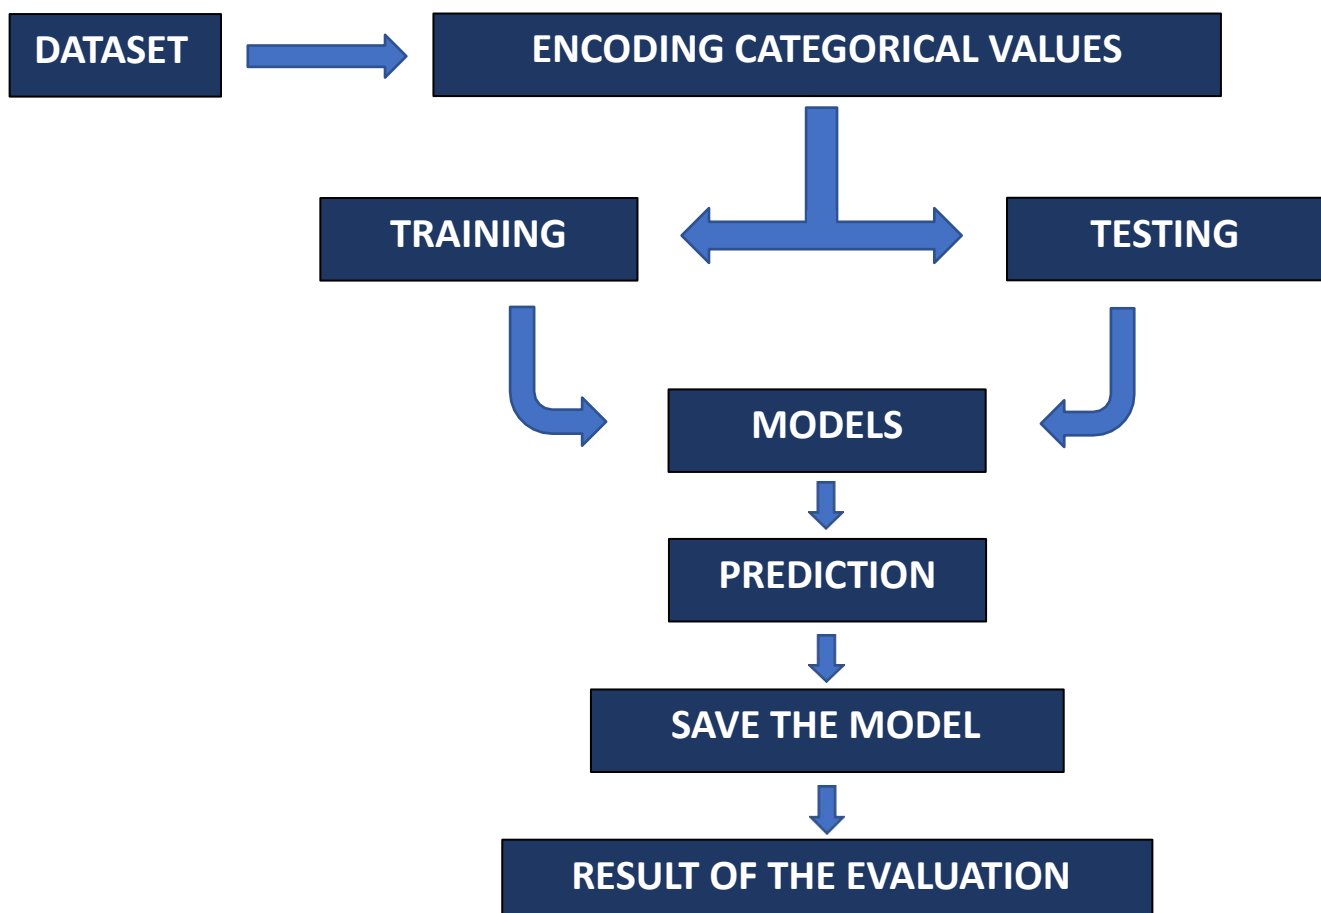 DATASET
ENCODING CATEGORICAL VALUES
TRAINING
TESTING
MODELS
PREDICTION
SAVE THE MODEL
RESULT OF THE EVALUATION